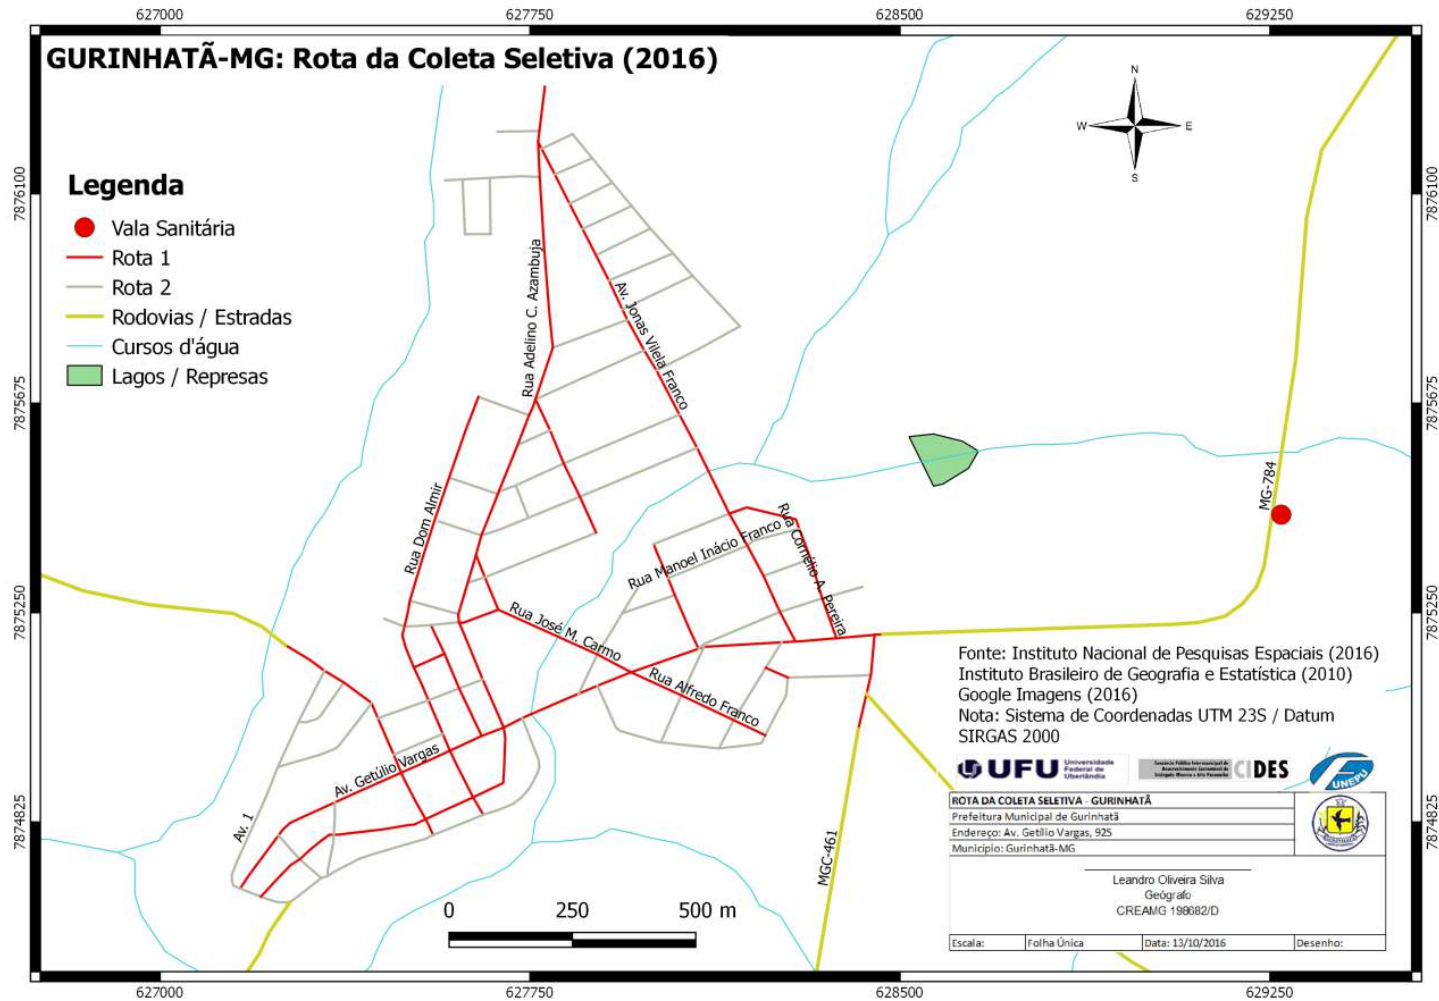 627000 627750 628500 629250
GURINHATÃ-MG: Rota da Coleta Seletiva (2016)
N
W E
S
7876100 7876100
Legenda
Vala Sanitária
Rota 1
Rota 2
Rodovias / Estradas
Cursos d'água
Lagos / Represas
Rua Adelino C. Azambuja
Av. Jonas Vilela Franco
7875675 7875675
MG-784
Rua Dom Almir
Rua Manoel Inácio Franco
Rua Cornélio A. Pereira
7875250 7875250
Rua José M. Carmo
Rua Alfredo Franco
Av. Getúlio Vargas
Av. 1
7874825 7874825
MGC-461
0 250 500 m
Fonte: Instituto Nacional de Pesquisas Espaciais (2016)
Instituto Brasileiro de Geografia e Estatística (2010)
Google Imagens (2016)
Nota: Sistema de Coordenadas UTM 23S / Datum
SIRGAS 2000
UFU Universidade
Federal de
Uberlândia
CIDES
UNEPU
ROTA DA COLETA SELETIVA - GURINHATÃ
Prefeitura Municipal de Gurinhatã
Endereço: Av. Getílio Vargas, 925
Município: Gurinhatã-MG
Leandro Oliveira Silva
Geógrafo
CREAMG 198682/D
Escala: Folha Única Data: 13/10/2016 Desenho:
627000 627750 628500 629250